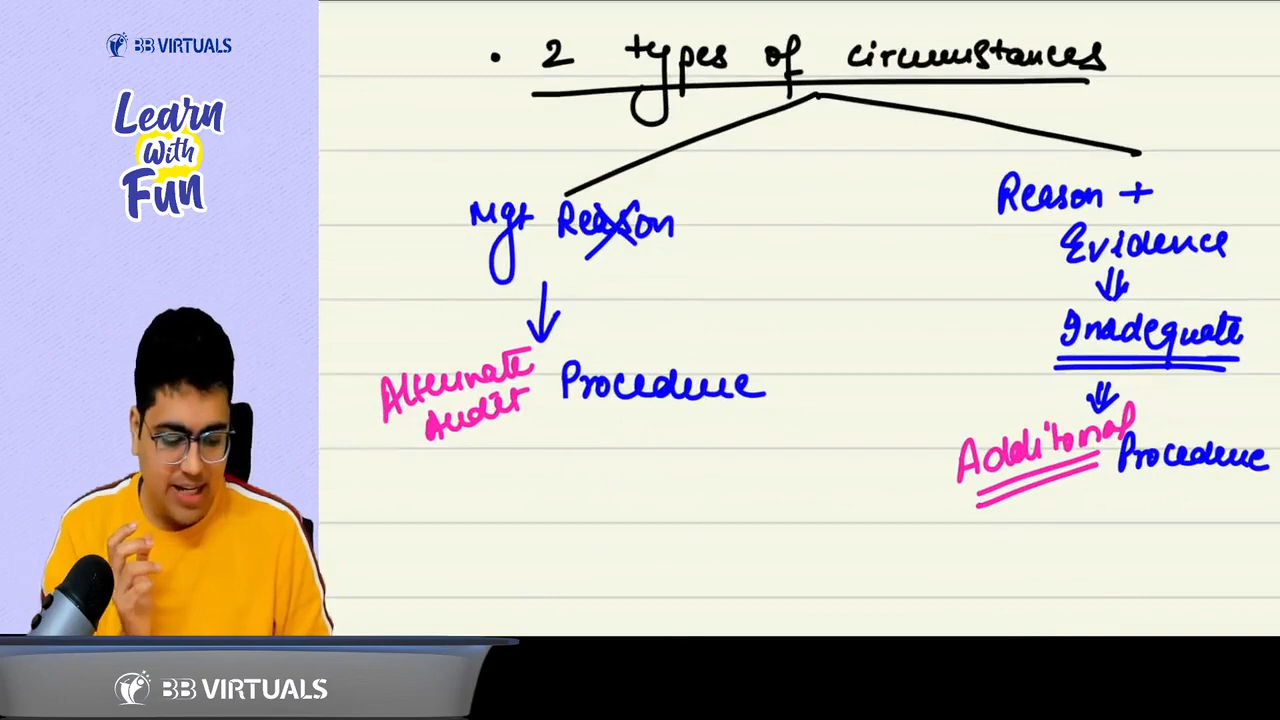 BB VIRTUALS
Learn
With
Fun
• 2 types of circumstances
Mgt Reason
Alternate
Audit
Procedure
Reason +
Evidence
Inadequate
Additional
Procedure
BB VIRTUALS